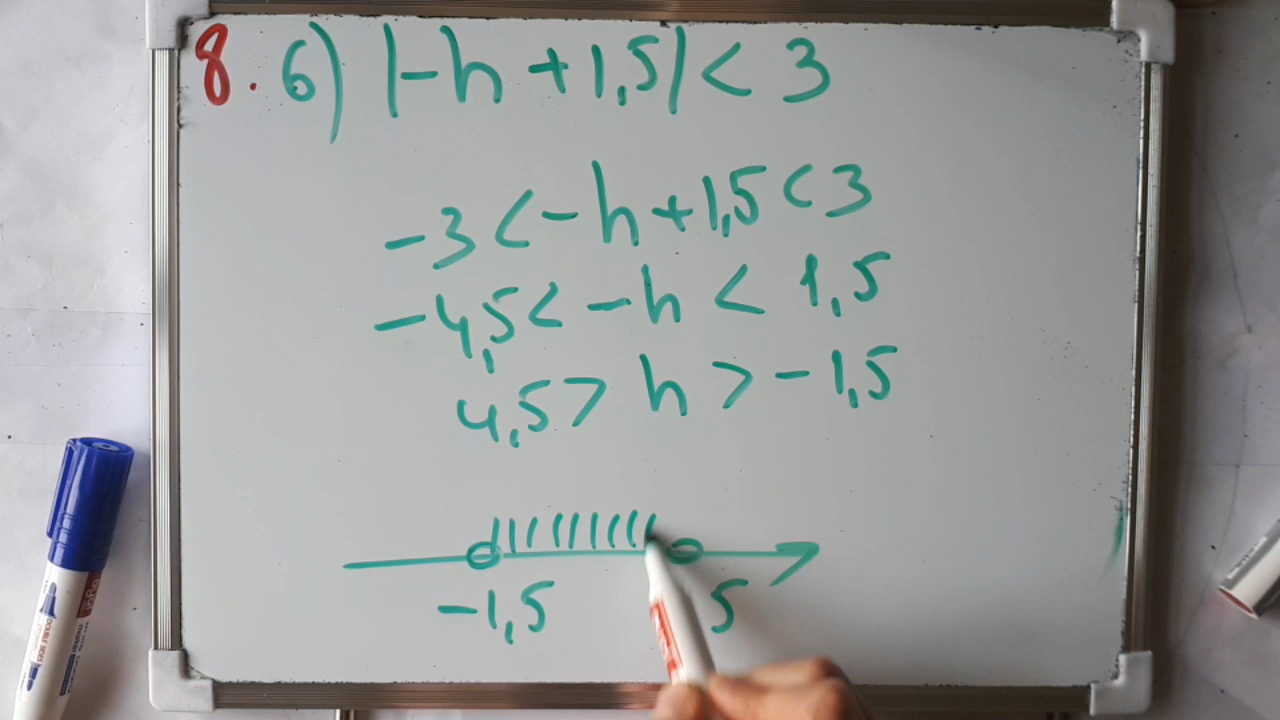 8. б) |-h + 1,5| < 3
-3 < -h + 1,5 < 3
-4,5 < -h < 1,5
4,5 > h > -1,5
-1,5 5